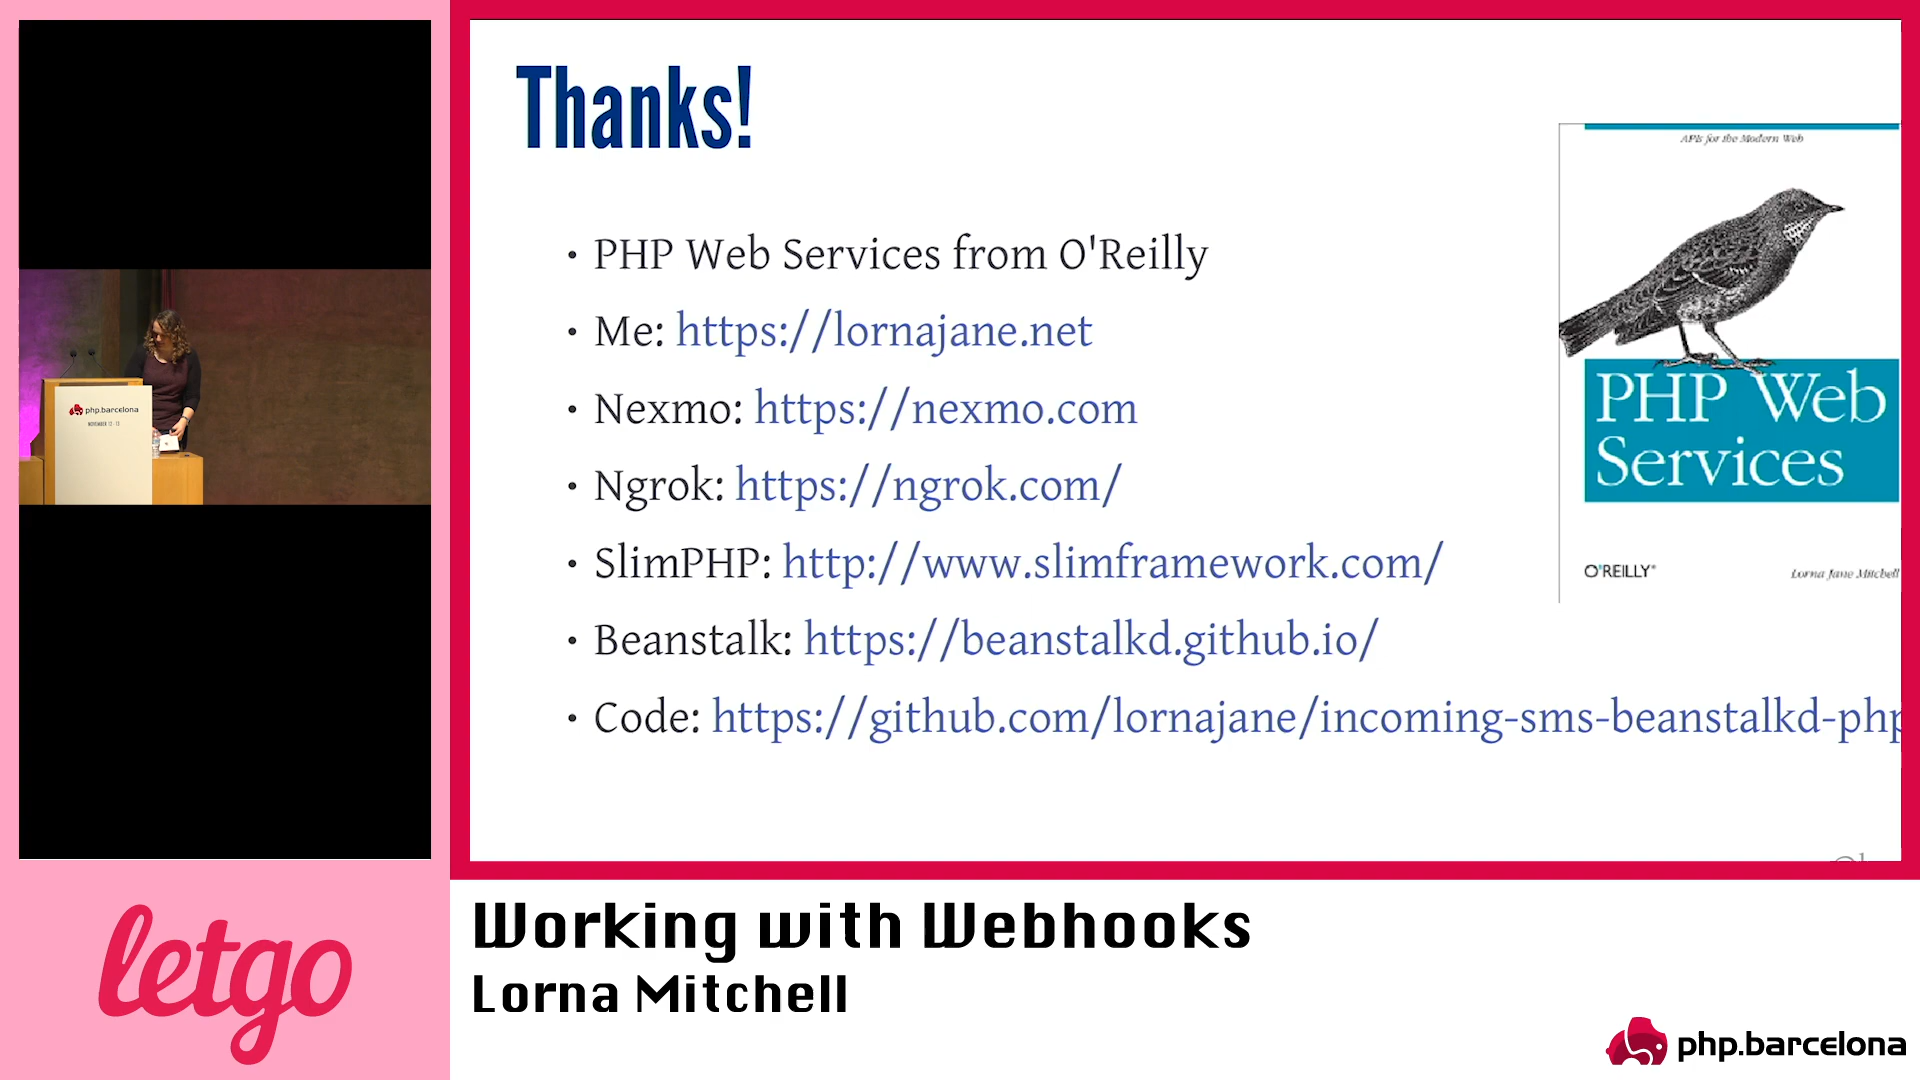 Thanks!
• PHP Web Services from O'Reilly
• Me: https://lornajane.net
• Nexmo: https://nexmo.com
• Ngrok: https://ngrok.com/
• SlimPHP: http://www.slimframework.com/
• Beanstalk: https://beanstalkd.github.io/
• Code: https://github.com/lornajane/incoming-sms-beanstalkd-php
APIs for the Modern Web
PHP Web
Services
O'REILLY®
Lorna Jane Mitchell
php.barcelona
NOVEMBER 12 - 13
letgo
Working with Webhooks
Lorna Mitchell
php.barcelona